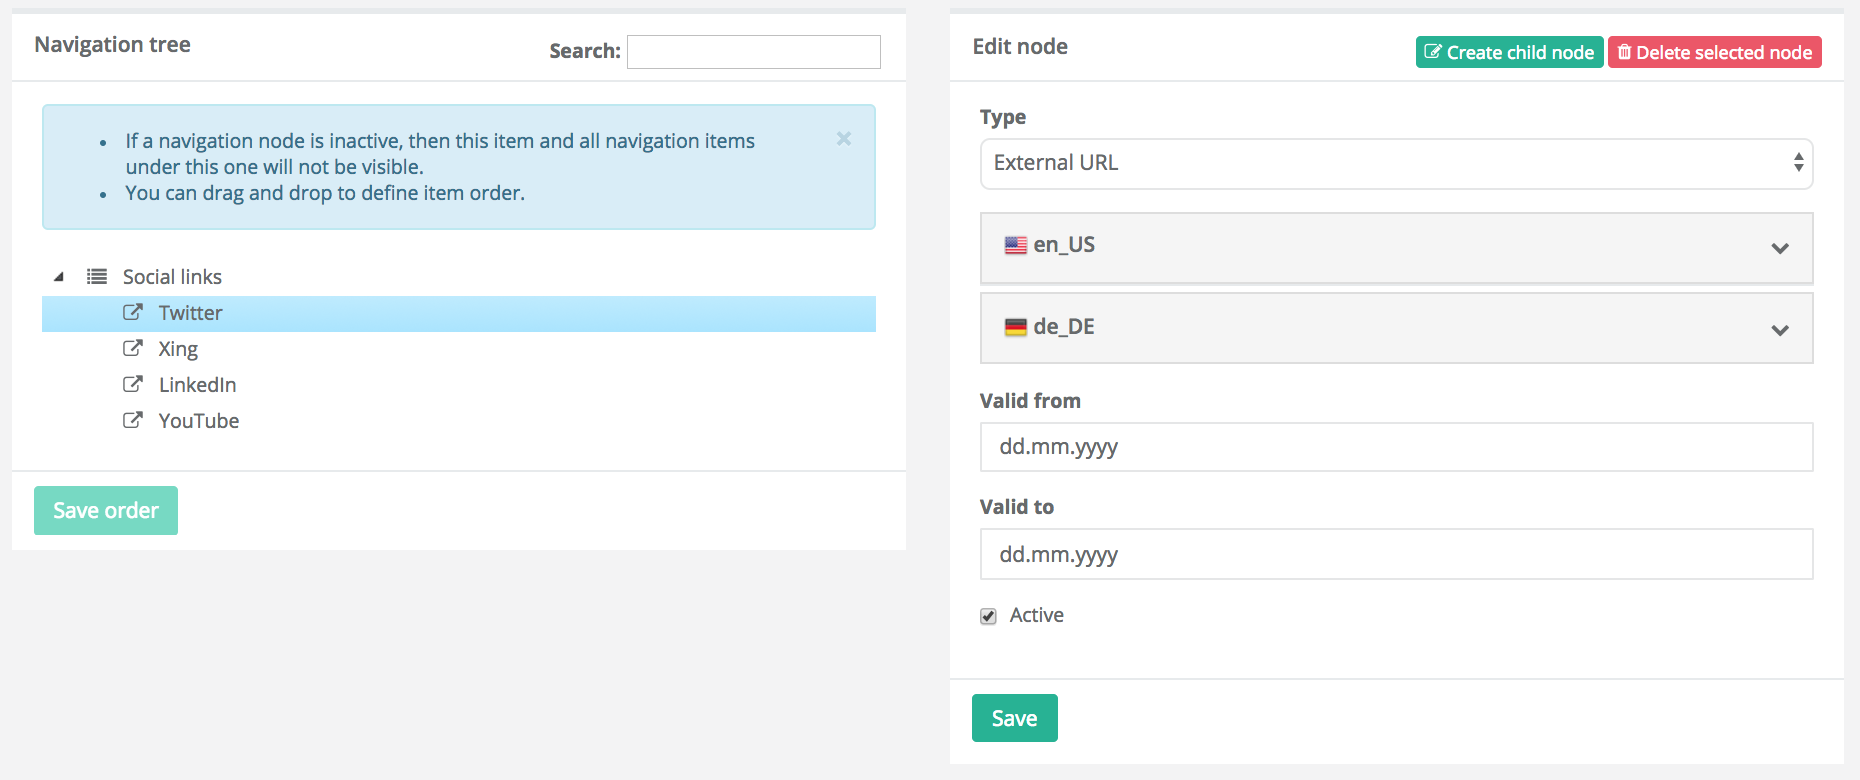 Navigation tree
Search:
If a navigation node is inactive, then this item and all navigation items
under this one will not be visible.
You can drag and drop to define item order.
Social links
Twitter
Xing
LinkedIn
YouTube
Save order
Edit node
Create child node
Delete selected node
Type
External URL
en_US
de_DE
Valid from
dd.mm.yyyy
Valid to
dd.mm.yyyy
Active
Save